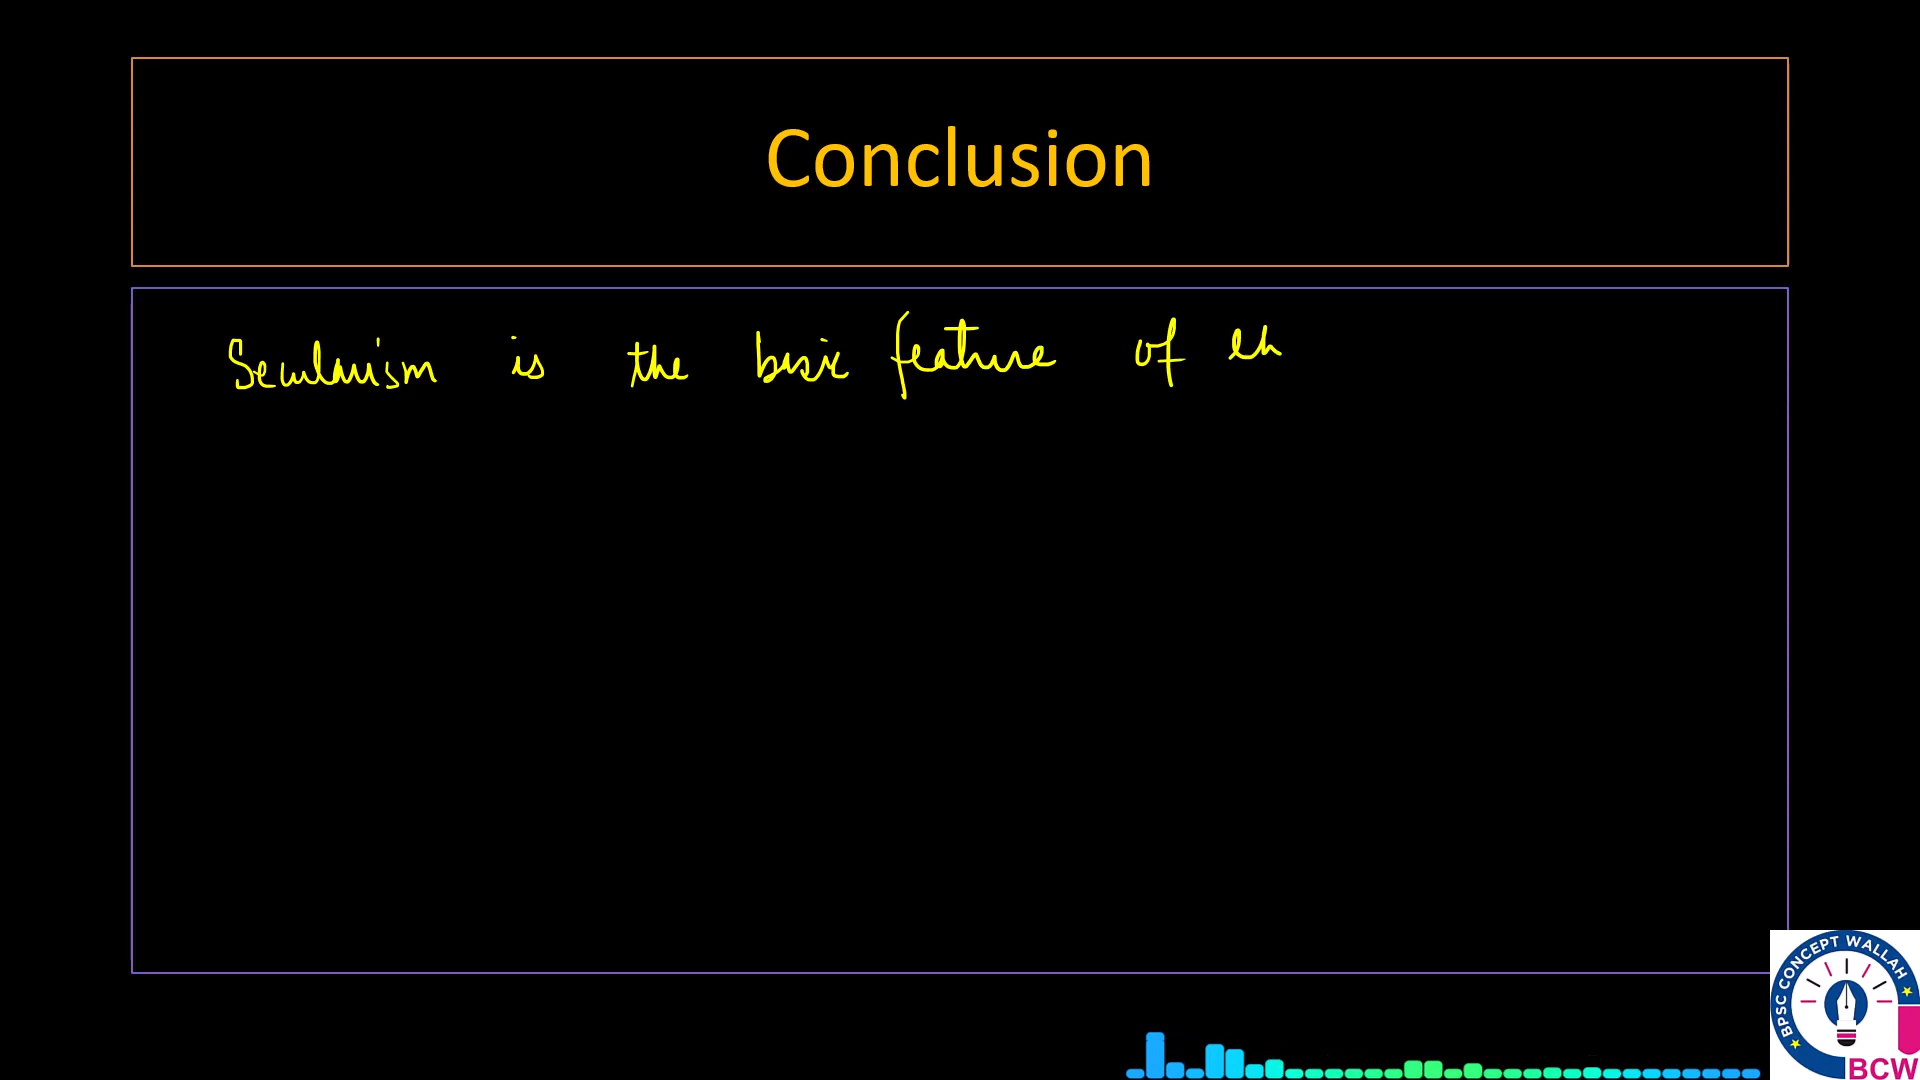 Conclusion
Secularism is the basic feature of
BPSC CONCEPT WALLAH
BCW